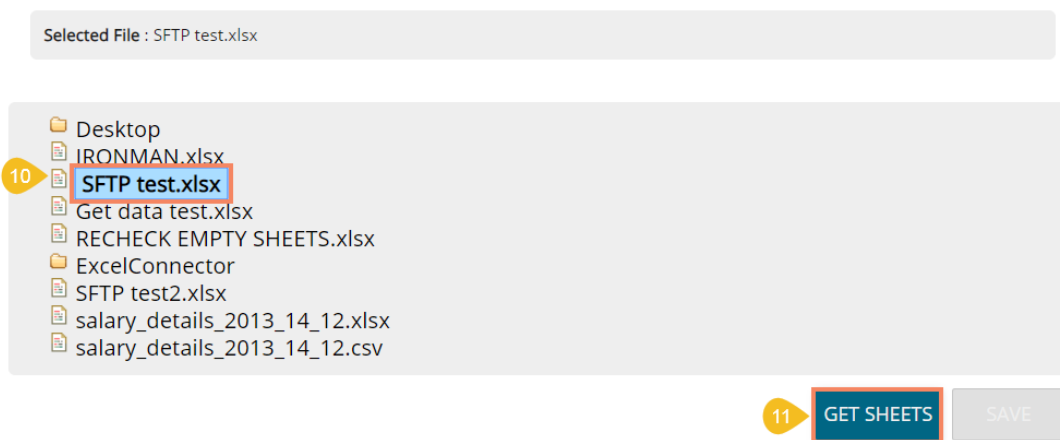 Selected File : SFTP test.xlsx
Desktop
IRONMAN.xlsx
10 SFTP test.xlsx
Get data test.xlsx
RECHECK EMPTY SHEETS.xlsx
ExcelConnector
SFTP test2.xlsx
salary_details_2013_14_12.xlsx
salary_details_2013_14_12.csv
11 GET SHEETS SAVE